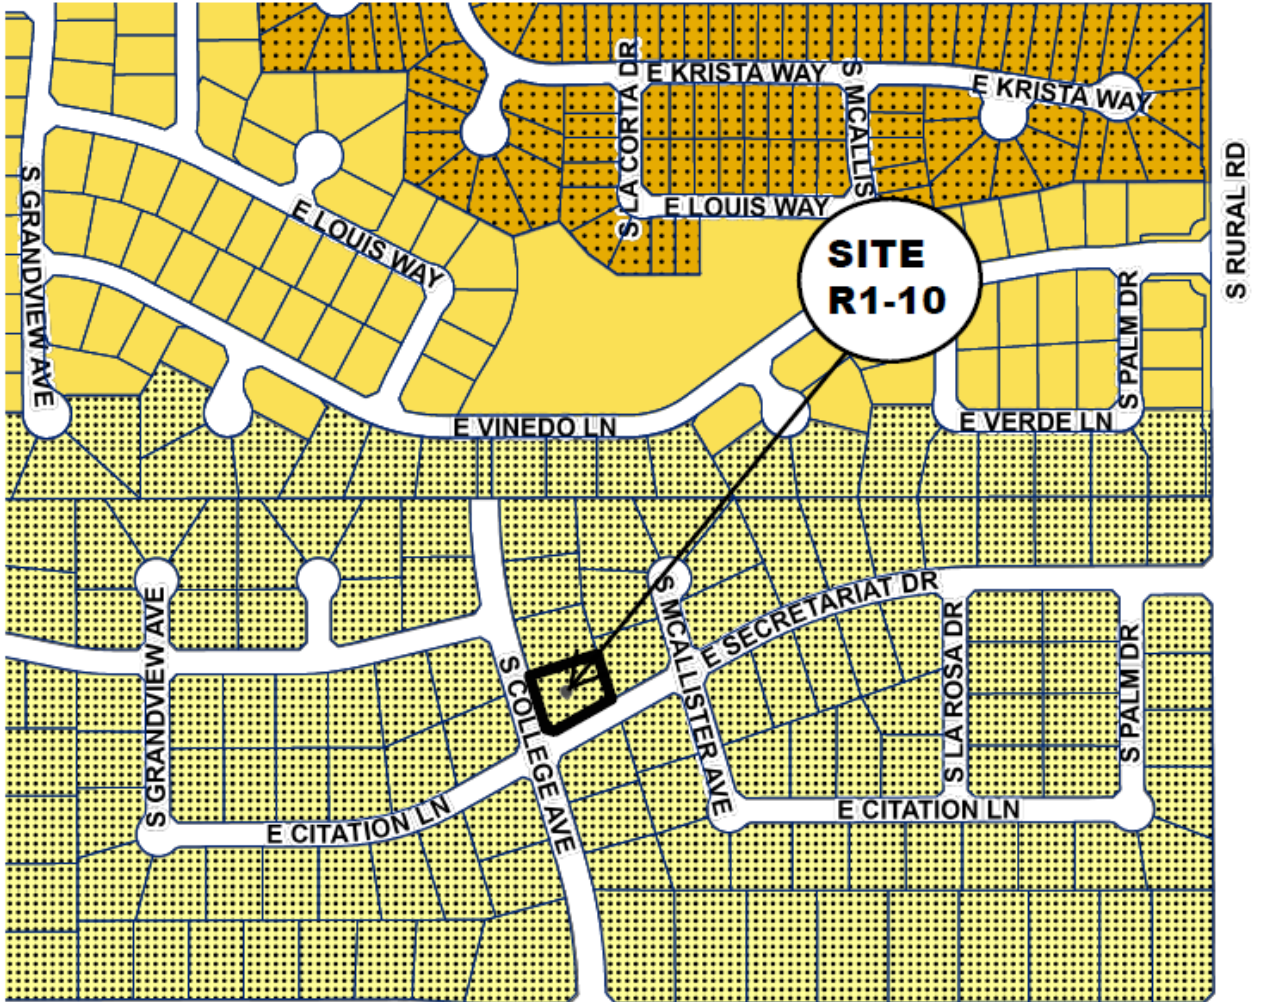 E KRISTA WAY
E KRISTA WAY
S LA CORTA DR
S MCALLIS
S RURAL RD
S GRANDVIEW AVE
E LOUIS WAY
E LOUIS WAY
SITE
R1-10
S PALM DR
E VINEDO LN
E VERDE LN
S GRANDVIEW AVE
S MCALLISTER AVE
E SECRETARIAT DR
S COLLEGE AVE
S LA ROSA DR
S PALM DR
E CITATION LN
E CITATION LN